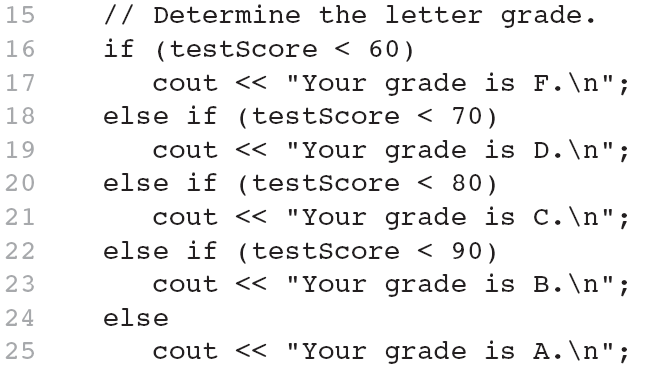 15 // Determine the letter grade.
16 if (testScore < 60)
17 cout << "Your grade is F.\n";
18 else if (testScore < 70)
19 cout << "Your grade is D.\n";
20 else if (testScore < 80)
21 cout << "Your grade is C.\n";
22 else if (testScore < 90)
23 cout << "Your grade is B.\n";
24 else
25 cout << "Your grade is A.\n";